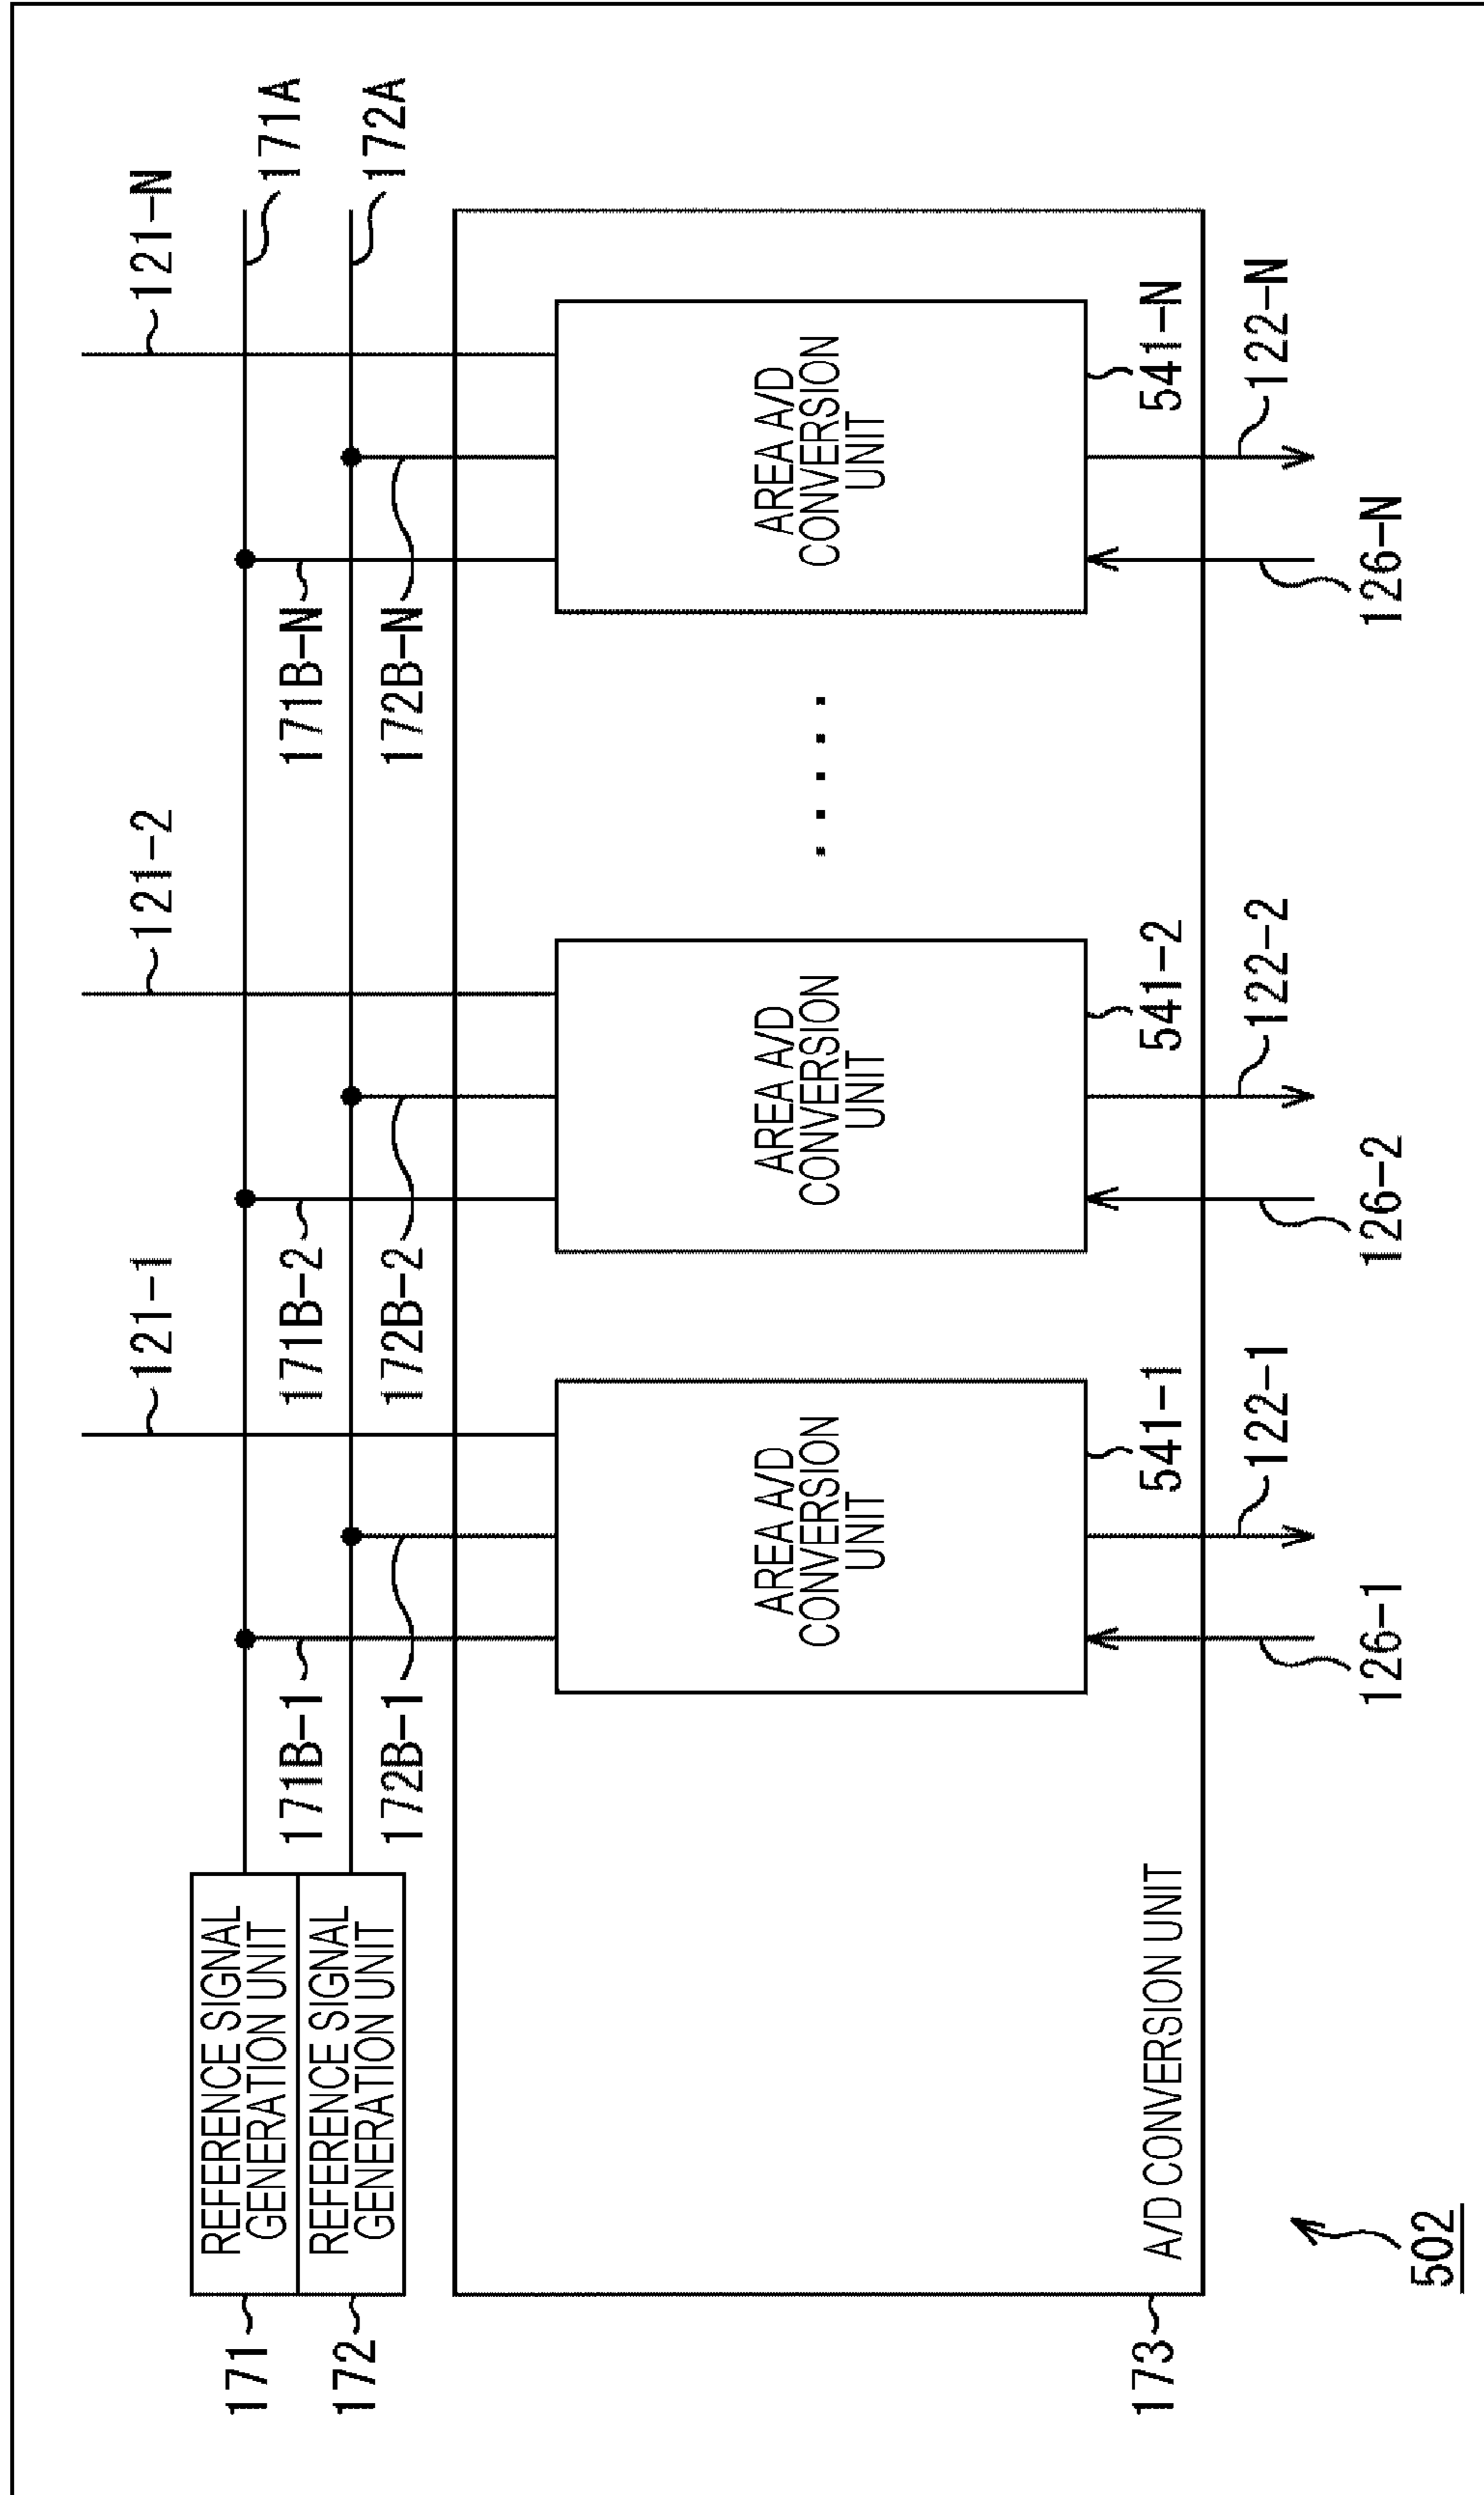 121-1
121-2
121-N
171
REFERENCE SIGNAL
GENERATION UNIT
171A
172
REFERENCE SIGNAL
GENERATION UNIT
172A
171B-1
171B-2
171B-N
172B-1
172B-2
172B-N
AREA A/D
CONVERSION
UNIT
AREA A/D
CONVERSION
UNIT
AREA A/D
CONVERSION
UNIT
. . . . .
541-1
541-2
541-N
173
A/D CONVERSION UNIT
122-1
122-2
122-N
126-1
126-2
126-N
502